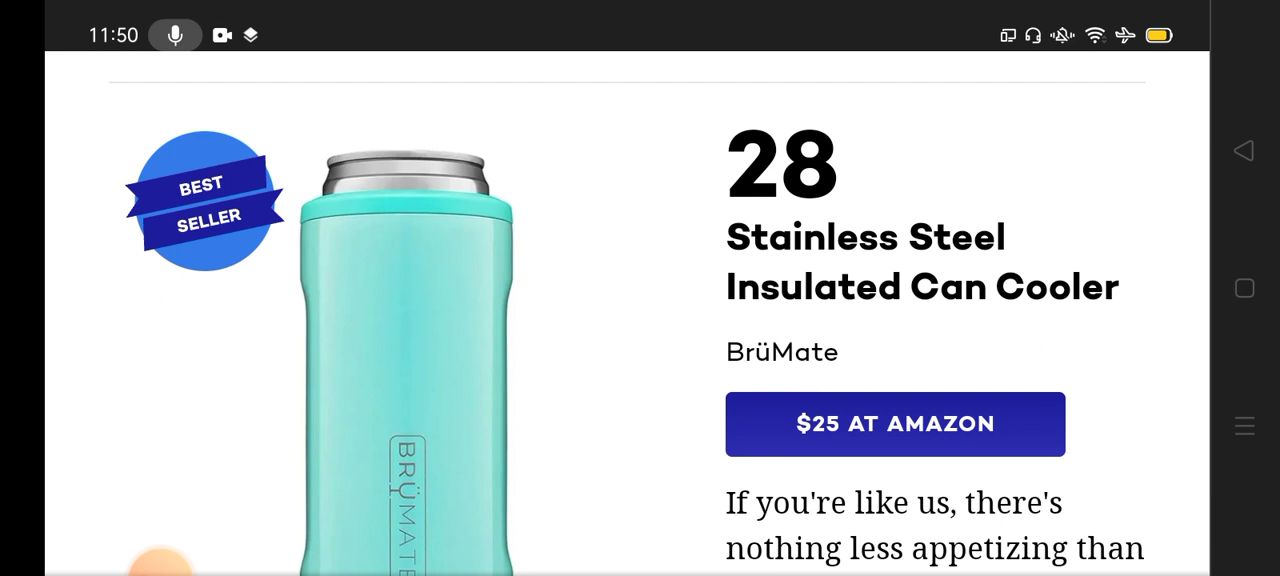 11:50
BEST
SELLER
28
Stainless Steel
Insulated Can Cooler
BrüMate
$25 AT AMAZON
BRÜMATE
If you're like us, there's
nothing less appetizing than